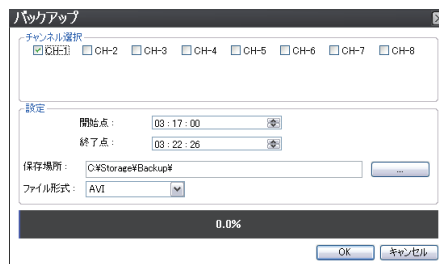 バックアップ
チャンネル選択
CH-1 CH-2 CH-3 CH-4 CH-5 CH-6 CH-7 CH-8
設定
開始点： 03 : 17 : 00
終了点： 03 : 22 : 26
保存場所： C:¥Storage¥Backup¥ ...
ファイル形式： AVI
0.0%
OK キャンセル